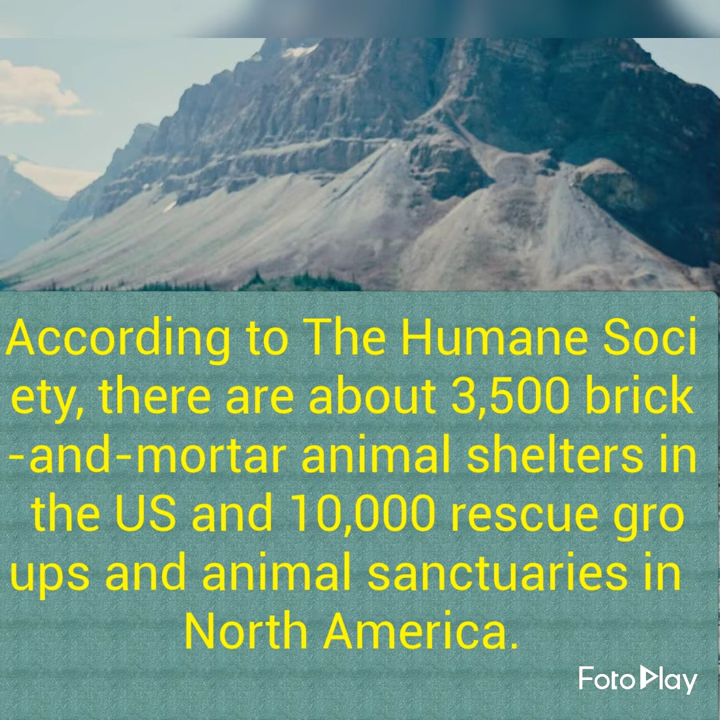 According to The Humane Soci
ety, there are about 3,500 brick
-and-mortar animal shelters in
the US and 10,000 rescue gro
ups and animal sanctuaries in
North America.
FotoPlay